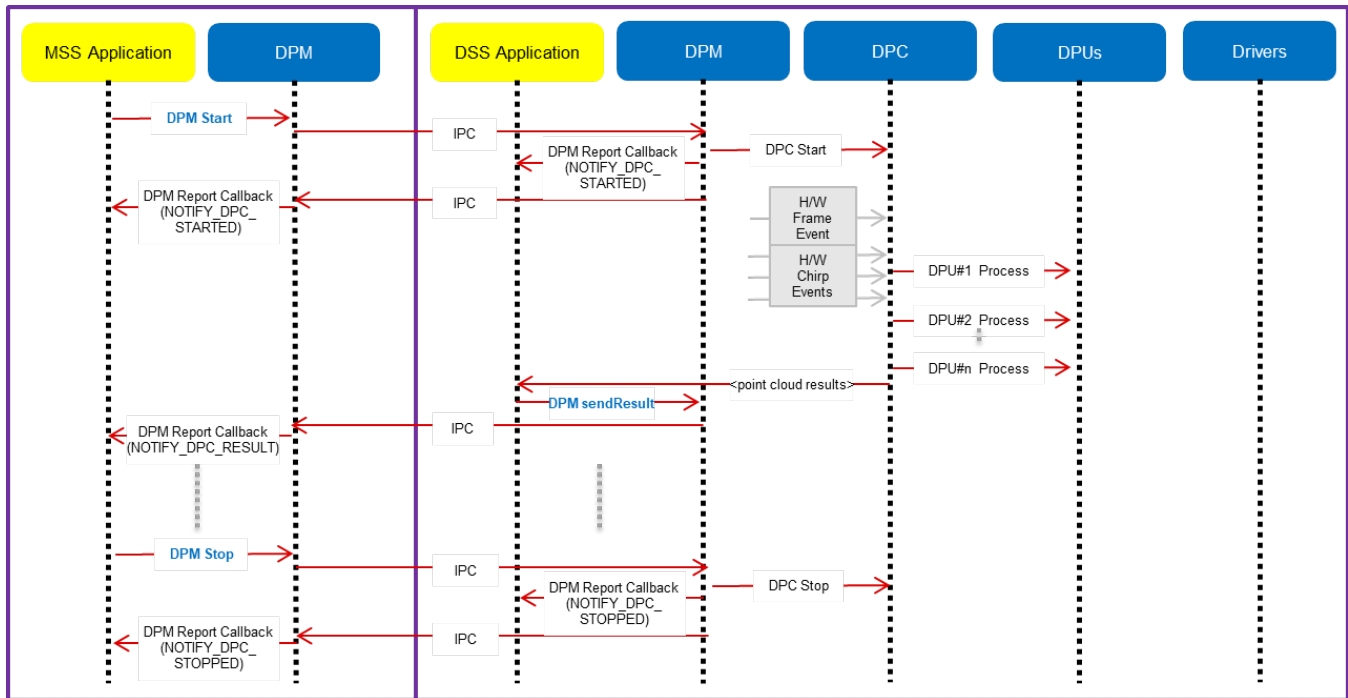 MSS Application
DPM
DSS Application
DPM
DPC
DPUs
Drivers
DPM Start
IPC
DPM Report Callback
(NOTIFY_DPC_
STARTED)
DPC Start
DPM Report Callback
(NOTIFY_DPC_
STARTED)
IPC
H/W
Frame
Event
H/W
Chirp
Events
DPU#1 Process
DPU#2 Process
DPU#n Process
<point cloud results>
DPM sendResult
IPC
DPM Report Callback
(NOTIFY_DPC_RESULT)
DPM Stop
IPC
DPM Report Callback
(NOTIFY_DPC_
STOPPED)
DPC Stop
DPM Report Callback
(NOTIFY_DPC_
STOPPED)
IPC